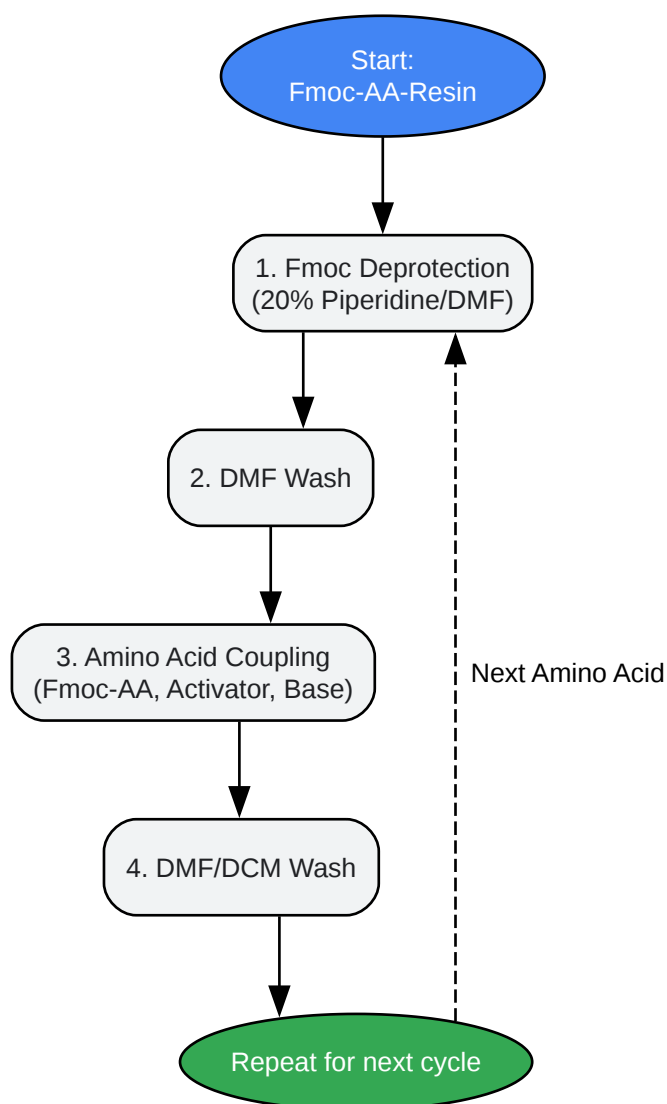 Start:
Fmoc-AA-Resin
1. Fmoc Deprotection
(20% Piperidine/DMF)
2. DMF Wash
3. Amino Acid Coupling
(Fmoc-AA, Activator, Base)
Next Amino Acid
4. DMF/DCM Wash
Repeat for next cycle